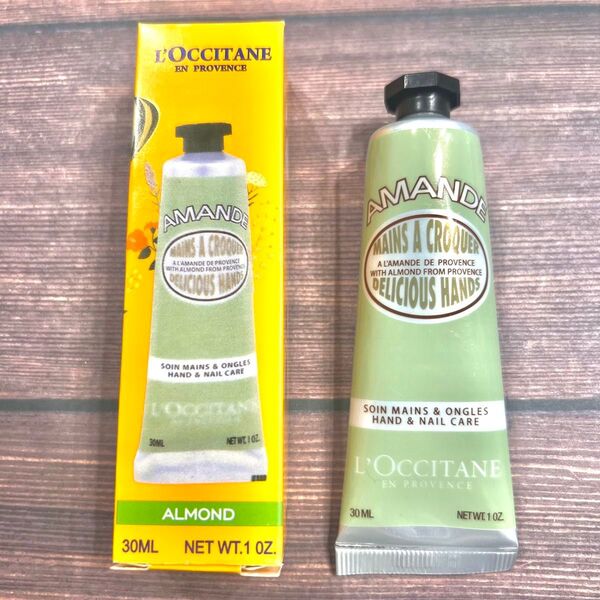 L'OCCITANE
EN PROVENCE
AMANDE
MAINS A CROQUER
A L'AMANDE DE PROVENCE
WITH ALMOND FROM PROVENCE
DELICIOUS HANDS
SOIN MAINS & ONGLES
HAND & NAIL CARE
L'OCCITANE
30ML NET WT. 1 OZ.
ALMOND
30ML NET WT.1 OZ.
AMANDE
MAINS A CROQUER
A L'AMANDE DE PROVENCE
WITH ALMOND FROM PROVENCE
DELICIOUS HANDS
SOIN MAINS & ONGLES
HAND & NAIL CARE
L'OCCITANE
EN PROVENCE
30 ML NETWT. 1 OZ